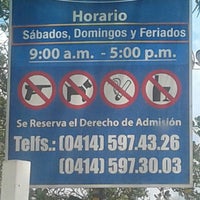 Horario
Sábados, Domingos y Feriados
9:00 a.m. - 5:00 p.m.
Se Reserva el Derecho de Admisión
Telfs.: (0414) 597.43.26
(0414) 597.30.03